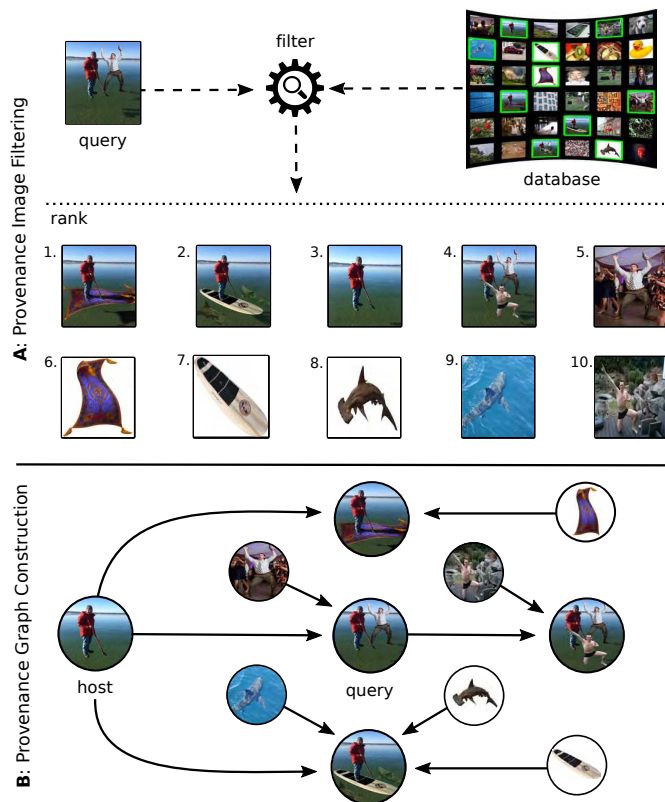 A: Provenance Image Filtering
filter
query
database
rank
1.
2.
3.
4.
5.
6.
7.
8.
9.
10.
B: Provenance Graph Construction
host
query